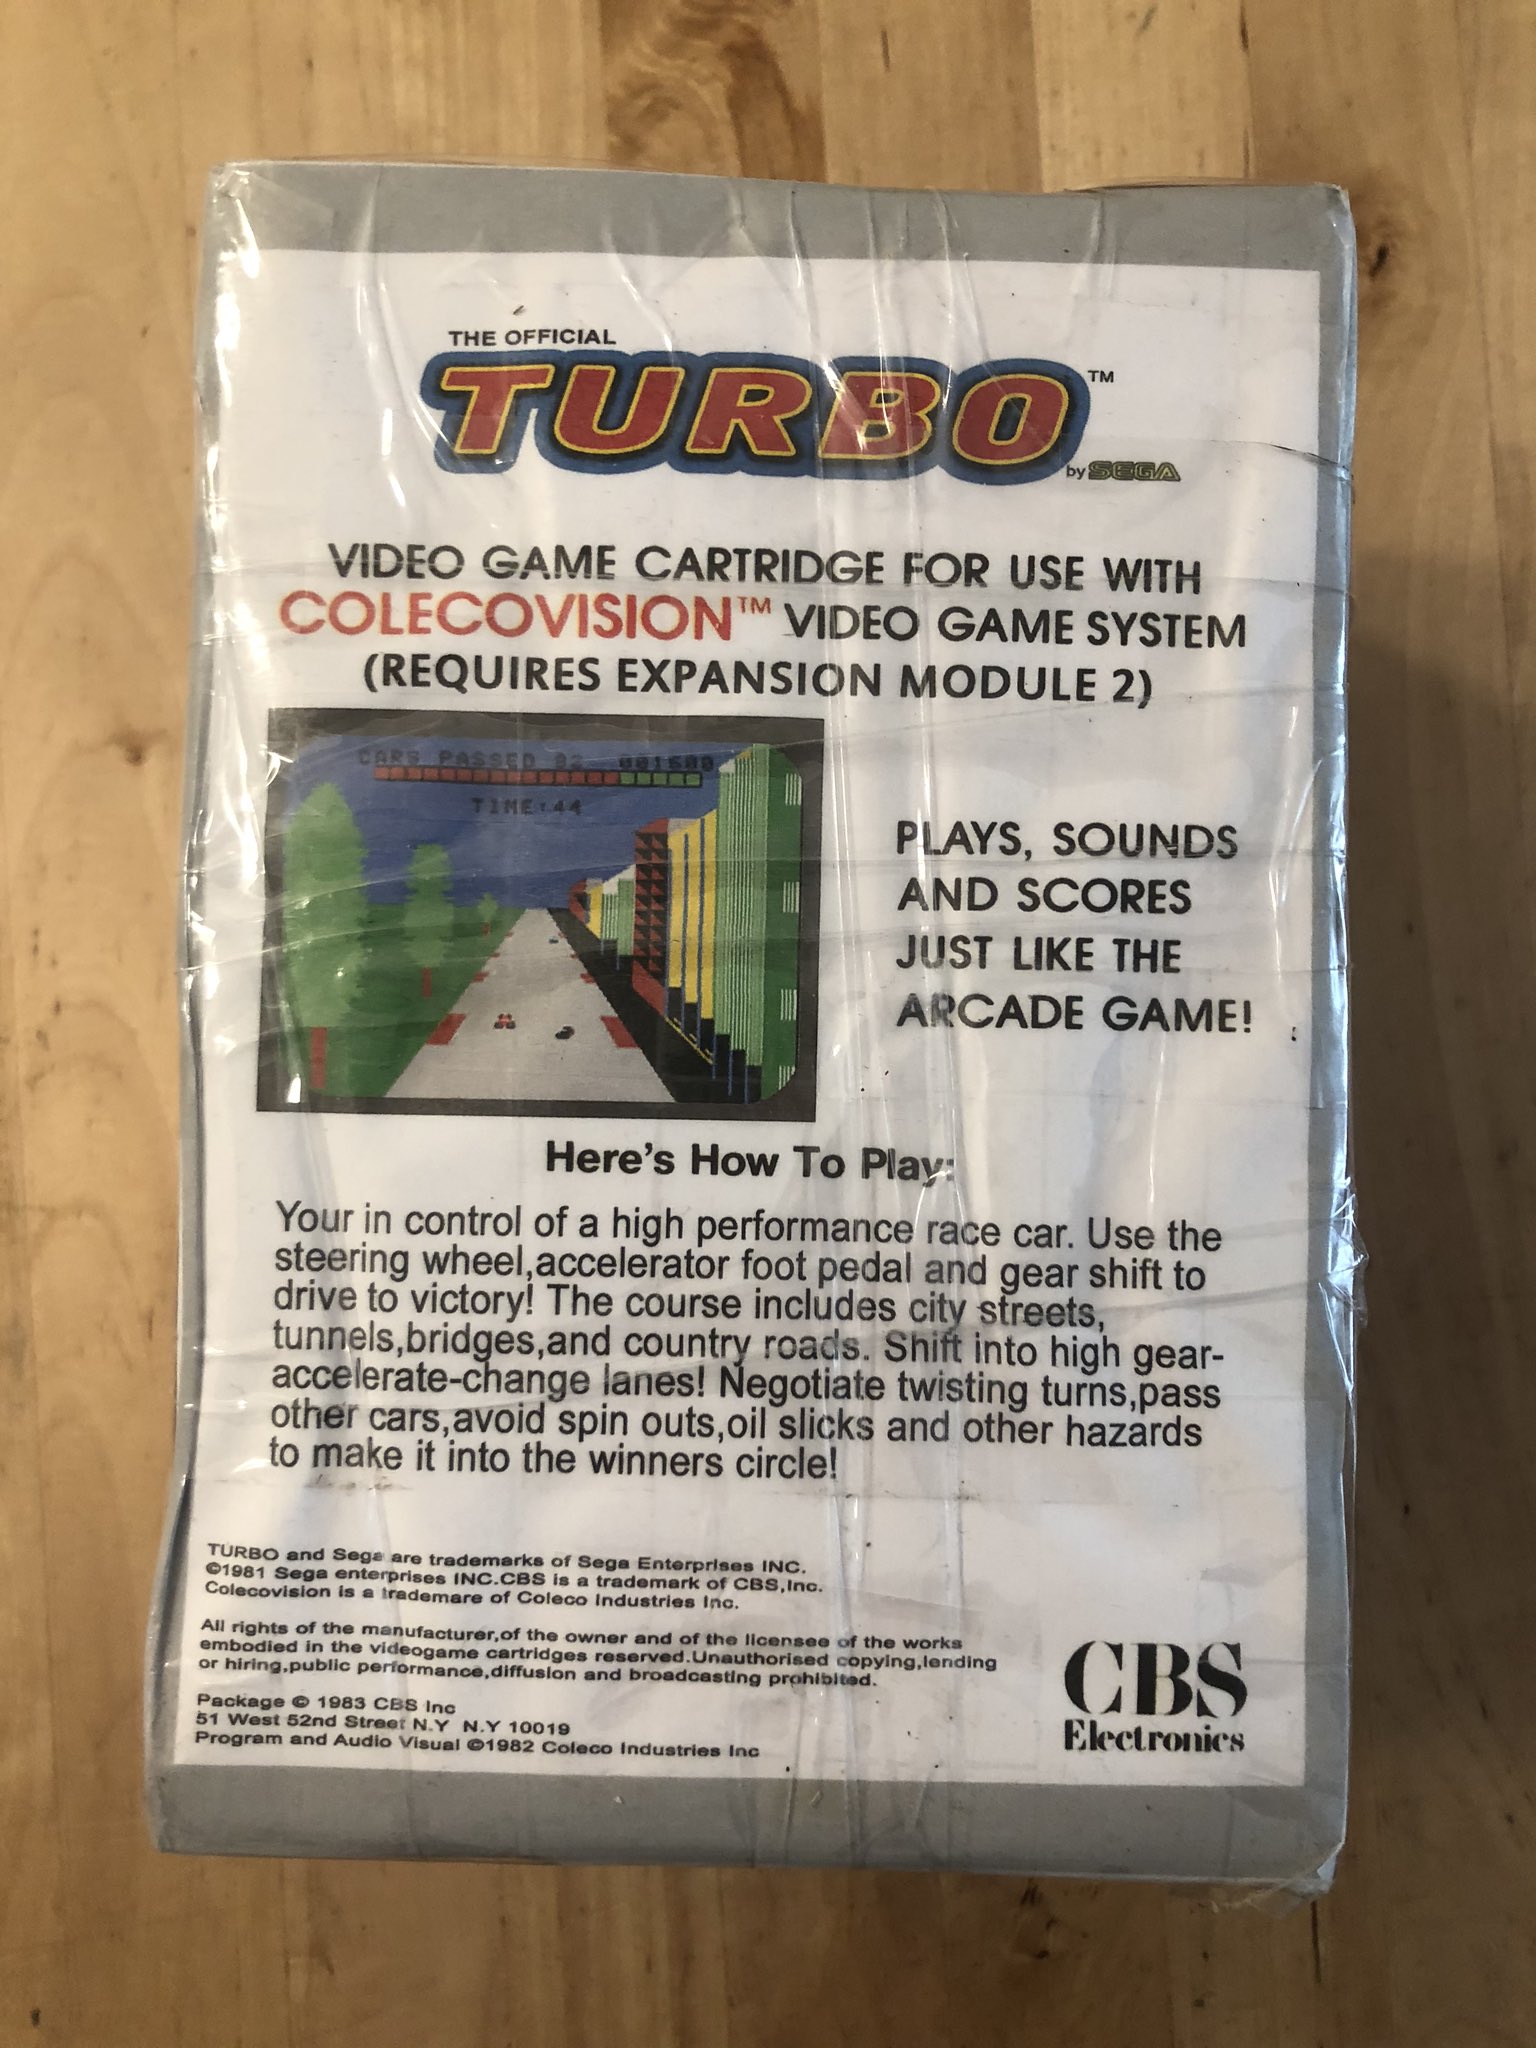 THE OFFICIAL
TURBO™
by SEGA
VIDEO GAME CARTRIDGE FOR USE WITH
COLECOVISION™ VIDEO GAME SYSTEM
(REQUIRES EXPANSION MODULE 2)
CARS PASSED 02 001600
TIME:44
PLAYS, SOUNDS
AND SCORES
JUST LIKE THE
ARCADE GAME!
Here's How To Play:
Your in control of a high performance race car. Use the
steering wheel,accelerator foot pedal and gear shift to
drive to victory! The course includes city streets,
tunnels,bridges,and country roads. Shift into high gear-
accelerate-change lanes! Negotiate twisting turns,pass
other cars,avoid spin outs,oil slicks and other hazards
to make it into the winners circle!
TURBO and Sega are trademarks of Sega Enterprises INC.
©1981 Sega enterprises INC.CBS is a trademark of CBS,Inc.
Colecovision is a trademare of Coleco Industries Inc.
All rights of the manufacturer,of the owner and of the licensee of the works
embodied in the videogame cartridges reserved.Unauthorised copying,lending
or hiring,public performance,diffusion and broadcasting prohibited.
Package © 1983 CBS Inc
51 West 52nd Street N.Y N.Y 10019
Program and Audio Visual ©1982 Coleco Industries Inc
CBS
Electronics